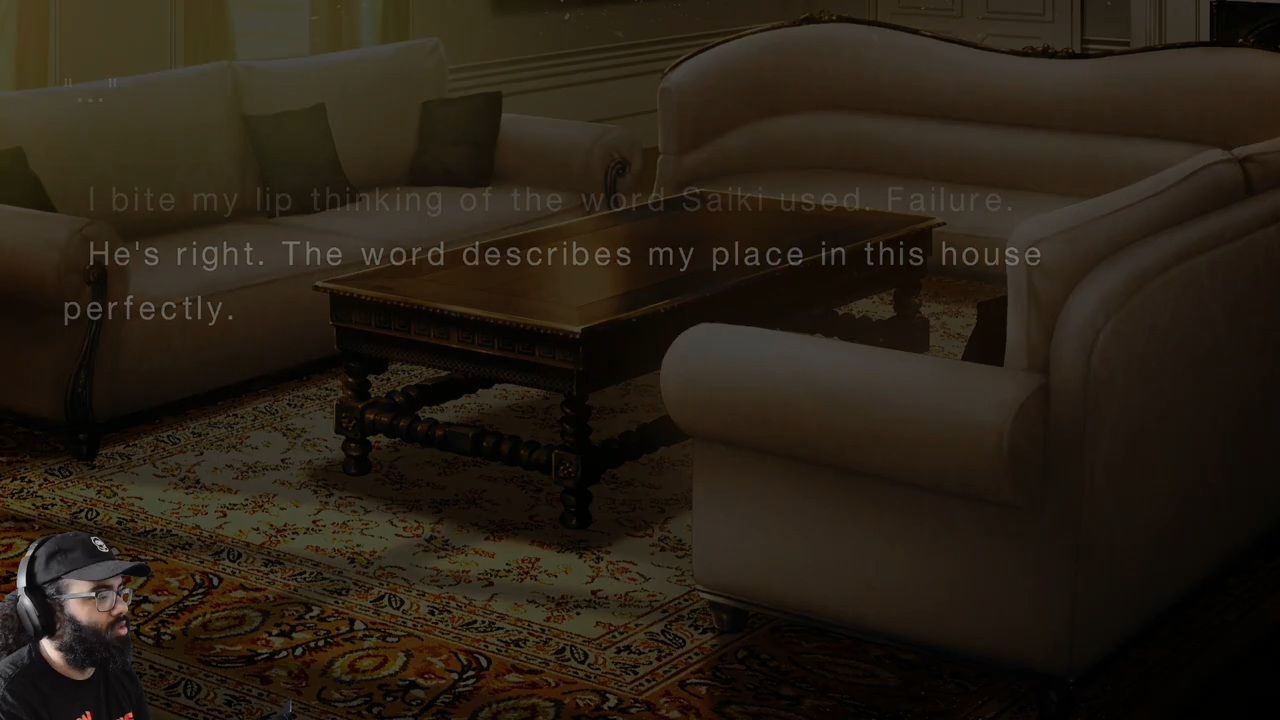 "..."
I bite my lip thinking of the word Saiki used. Failure.
He's right. The word describes my place in this house
perfectly.